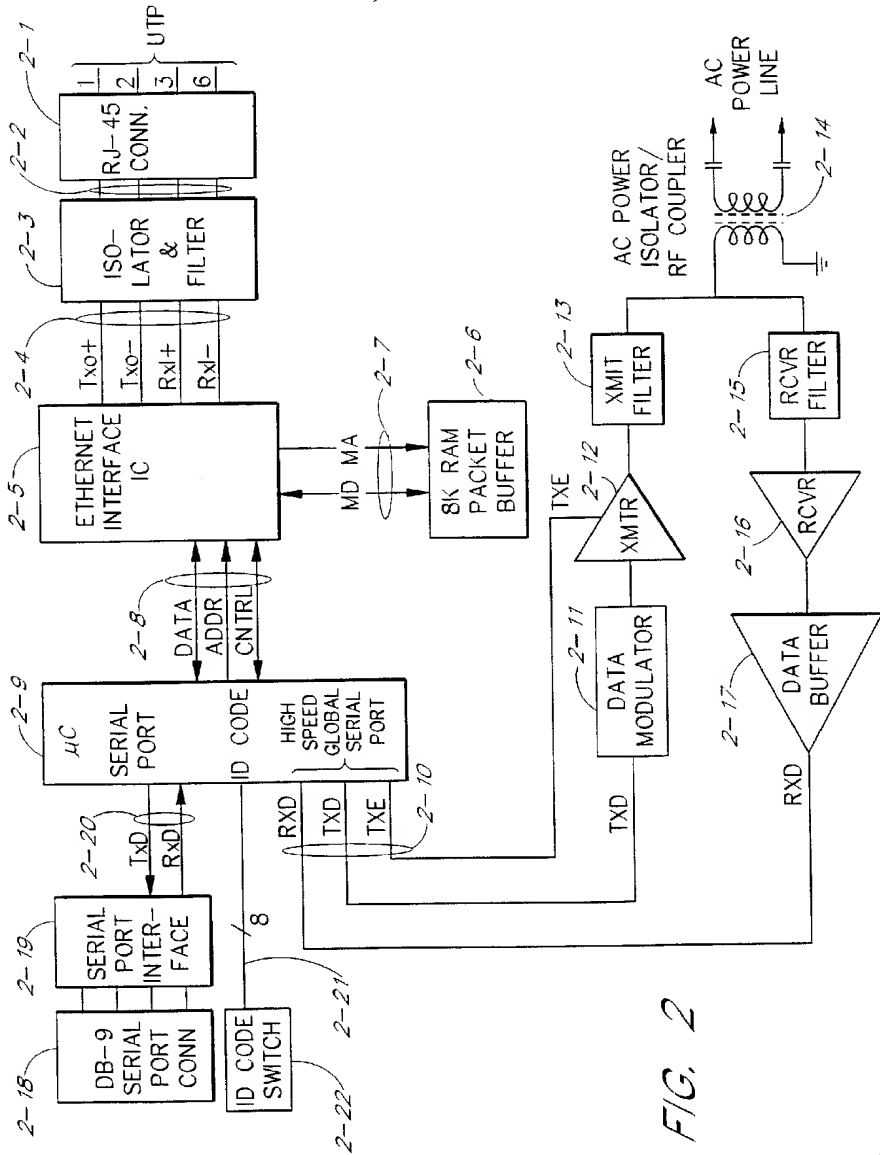 2-18
DB-9
SERIAL
PORT
CONN
2-19
SERIAL
PORT
INTER-
FACE
2-20
TxD
RxD
2-9
µC
SERIAL
PORT
ID CODE
HIGH
SPEED
GLOBAL
SERIAL
PORT
2-8
DATA
ADDR
CNTRL
2-5
ETHERNET
INTERFACE
IC
2-4
Txo+
Txo-
RxI+
RxI-
2-3
ISO-
LATOR
&
FILTER
2-2
2-1
RJ-45
CONN.
1
2
3
6
UTP
ID CODE
SWITCH
2-22
2-21
8
RXD
TXD
TXE
2-10
MD
MA
2-7
8K RAM
PACKET
BUFFER
2-6
TXD
DATA
MODULATOR
2-11
TXE
XMTR
2-12
XMIT
FILTER
2-13
AC POWER
ISOLATOR/
RF COUPLER
AC
POWER
LINE
2-14
RXD
DATA
BUFFER
2-17
RCVR
2-16
RCVR
FILTER
2-15
FIG. 2